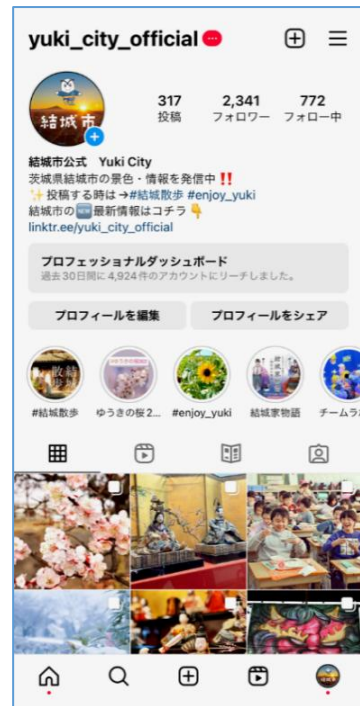 yuki_city_official
結城市
317 2,341 772
投稿 フォロワー フォロー中
結城市公式 Yuki City
茨城県結城市の景色・情報を発信中‼️
✨投稿する時は→#結城散歩 #enjoy_yuki
結城市の🆕最新情報はコチラ👇
linktr.ee/yuki_city_official
プロフェッショナルダッシュボード
過去30日間に4,924件のアカウントにリーチしました。
プロフィールを編集 プロフィールをシェア
#結城散歩 ゆうきの桜2... #enjoy_yuki 結城家物語 チームラ